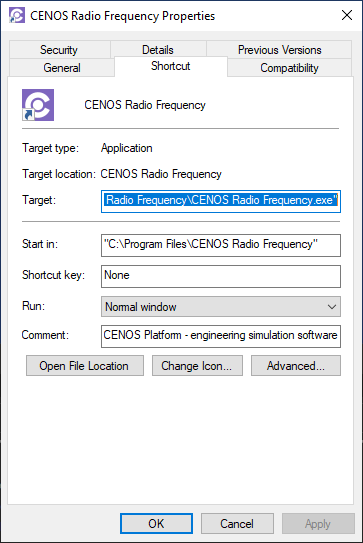 CENOS Radio Frequency Properties
Security Details Previous Versions
General Shortcut Compatibility
CENOS Radio Frequency
Target type: Application
Target location: CENOS Radio Frequency
Target: Radio Frequency\CENOS Radio Frequency.exe"
Start in: "C:\Program Files\CENOS Radio Frequency"
Shortcut key: None
Run: Normal window
Comment: CENOS Platform - engineering simulation software
Open File Location Change Icon... Advanced...
OK Cancel Apply